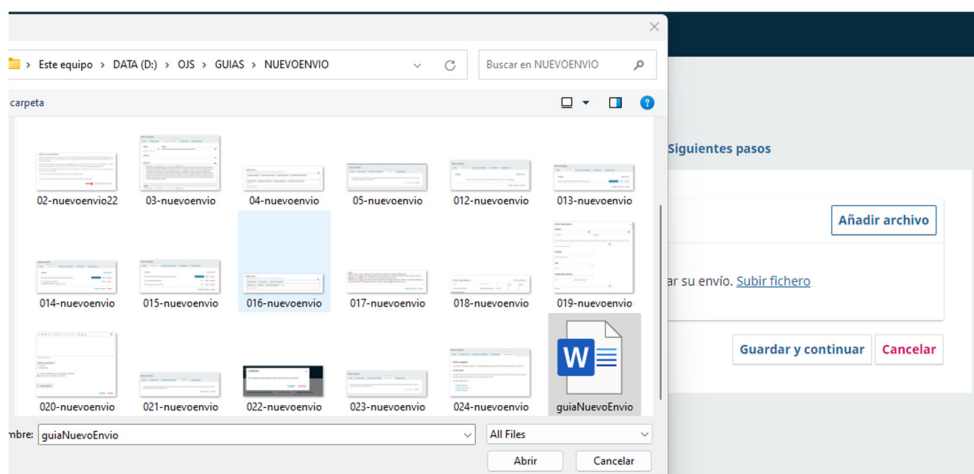 Este equipo > DATA (D:) > OJS > GUIAS > NUEVOENVIO
Buscar en NUEVOENVIO
carpeta
Siguientes pasos
02-nuevoenvio22 03-nuevoenvio 04-nuevoenvio 05-nuevoenvio 012-nuevoenvio 013-nuevoenvio
Añadir archivo
014-nuevoenvio 015-nuevoenvio 016-nuevoenvio 017-nuevoenvio 018-nuevoenvio 019-nuevoenvio
ar su envío. Subir fichero
W
Guardar y continuar Cancelar
020-nuevoenvio 021-nuevoenvio 022-nuevoenvio 023-nuevoenvio 024-nuevoenvio guiaNuevoEnvio
mbre: guiaNuevoEnvio All Files
Abrir Cancelar